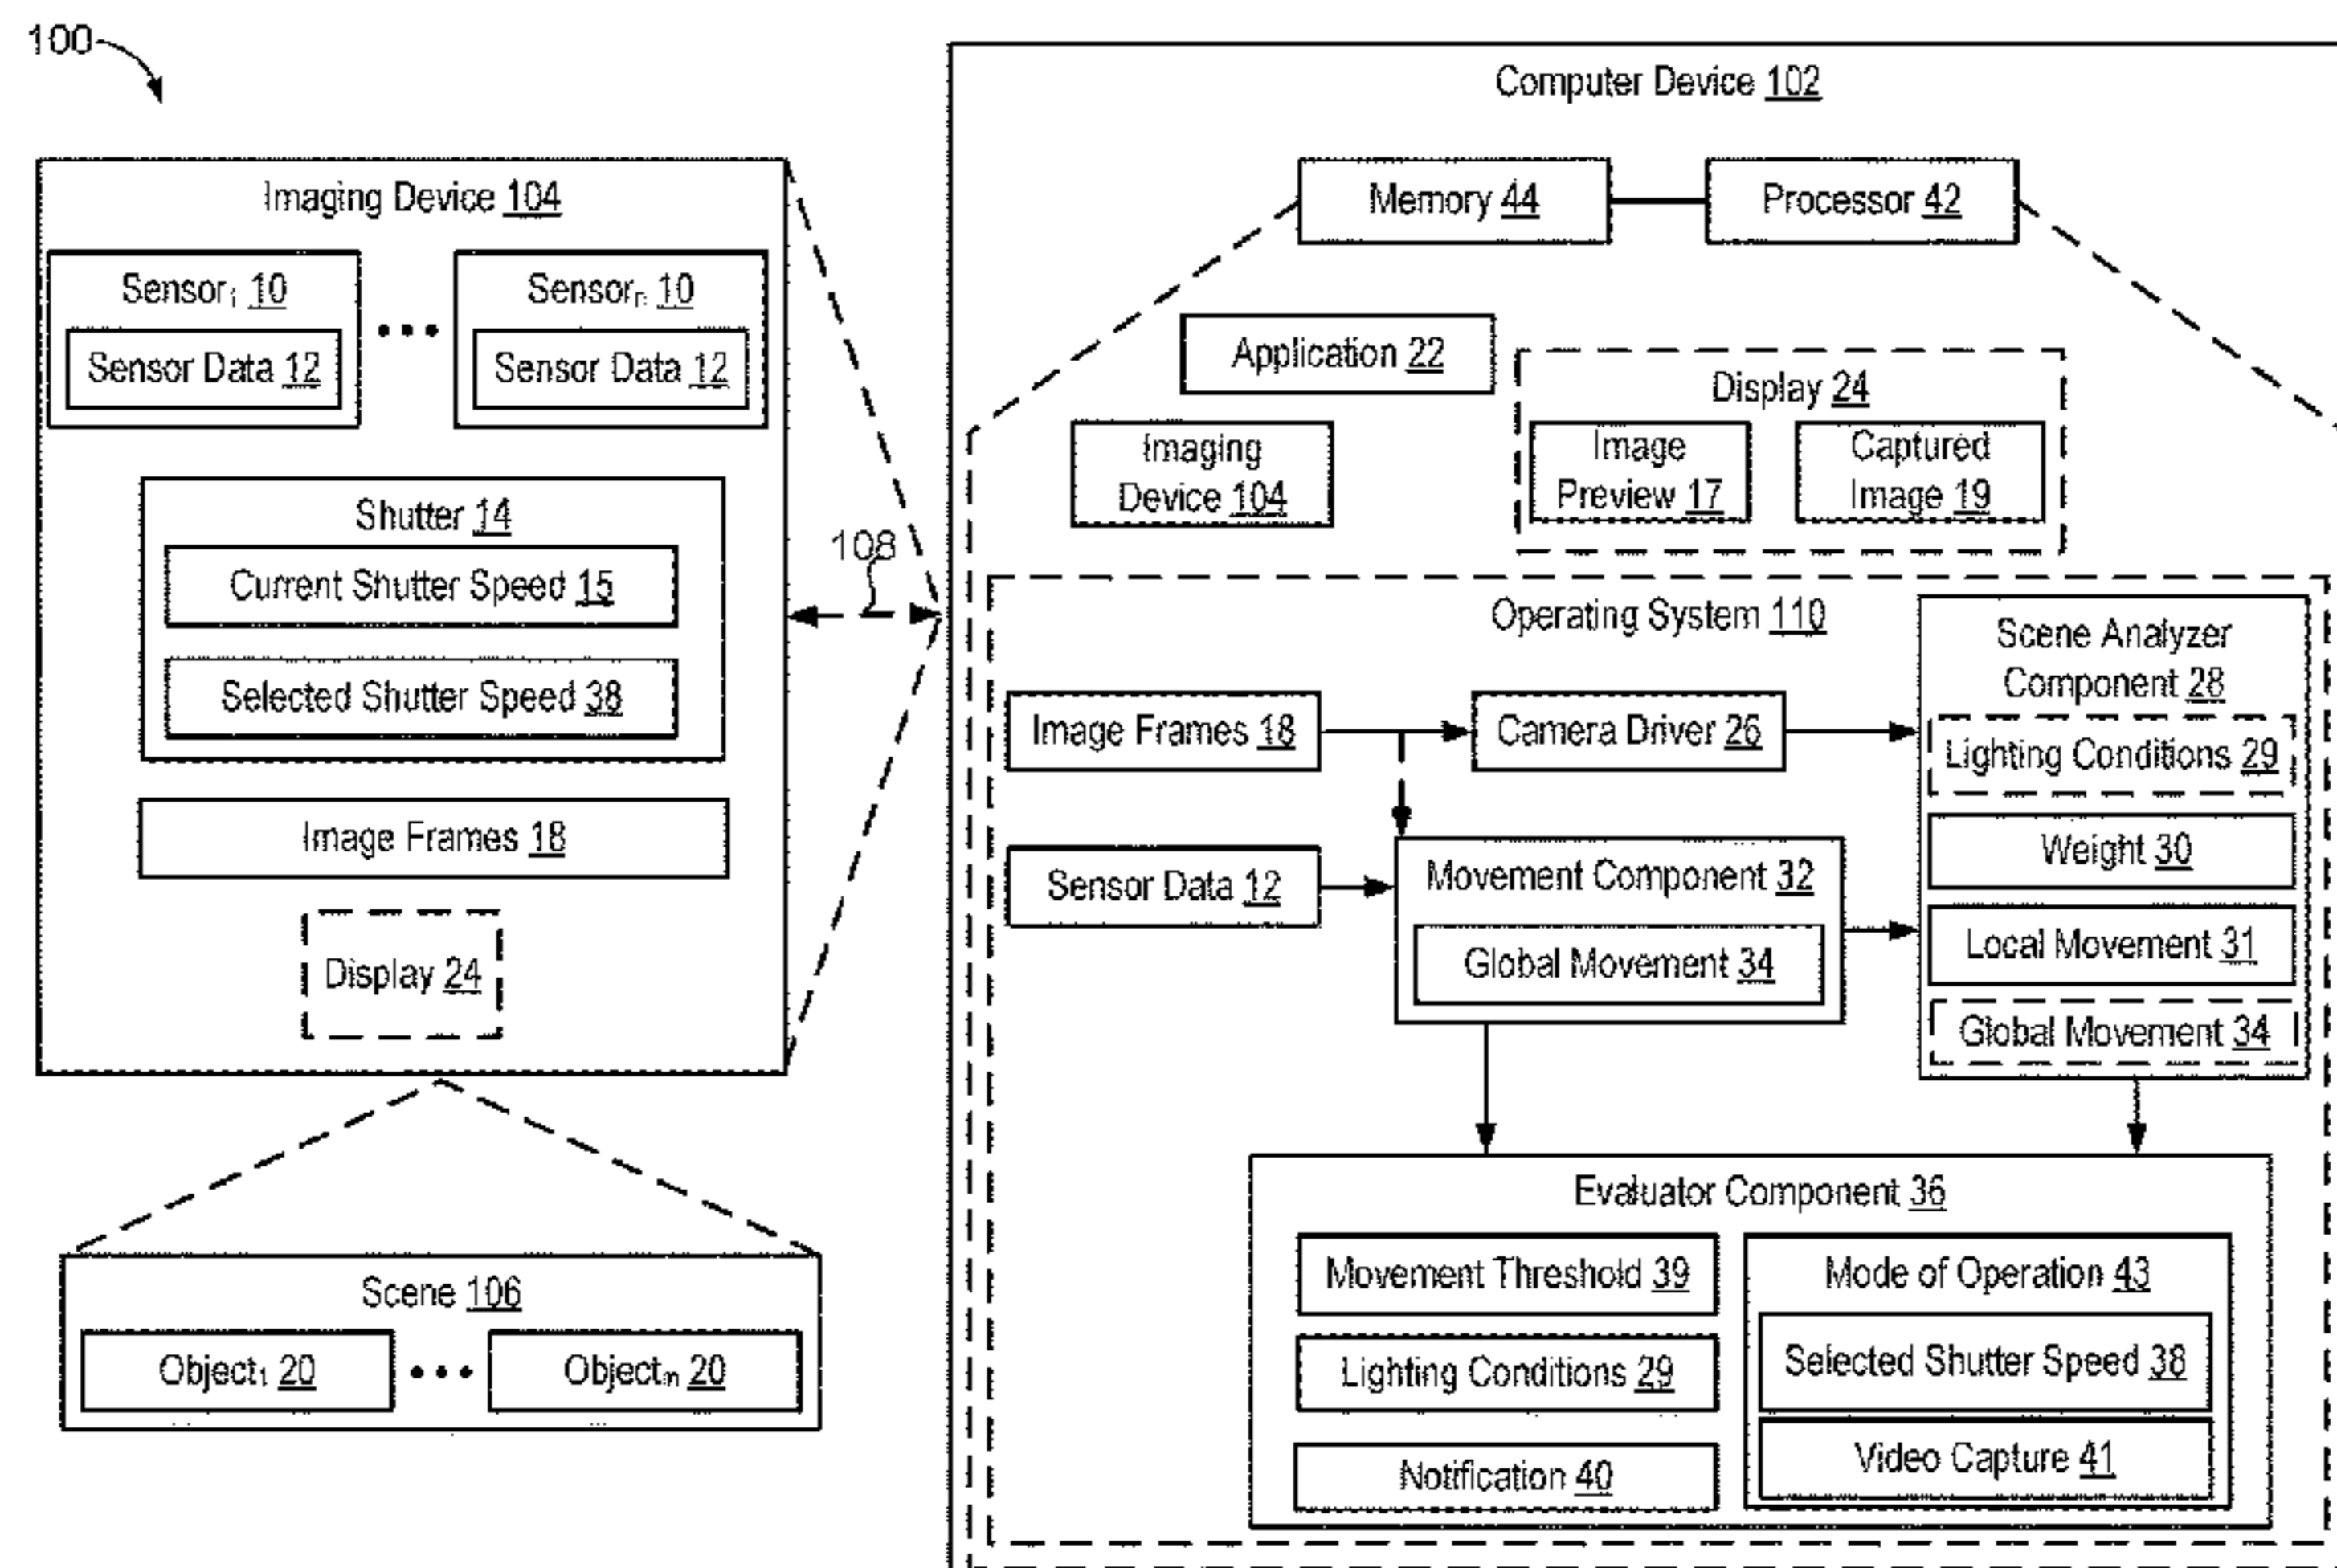 100
Computer Device 102
Imaging Device 104
Sensor1 10
Sensor Data 12
Sensorn 10
Sensor Data 12
Shutter 14
Current Shutter Speed 15
Selected Shutter Speed 38
Image Frames 18
Display 24
108
Scene 106
Object1 20
Objectm 20
Memory 44
Processor 42
Application 22
Imaging
Device 104
Display 24
Image
Preview 17
Captured
Image 19
Operating System 110
Image Frames 18
Camera Driver 26
Sensor Data 12
Movement Component 32
Global Movement 34
Scene Analyzer
Component 28
Lighting Conditions 29
Weight 30
Local Movement 31
Global Movement 34
Evaluator Component 36
Movement Threshold 39
Lighting Conditions 29
Notification 40
Mode of Operation 43
Selected Shutter Speed 38
Video Capture 41